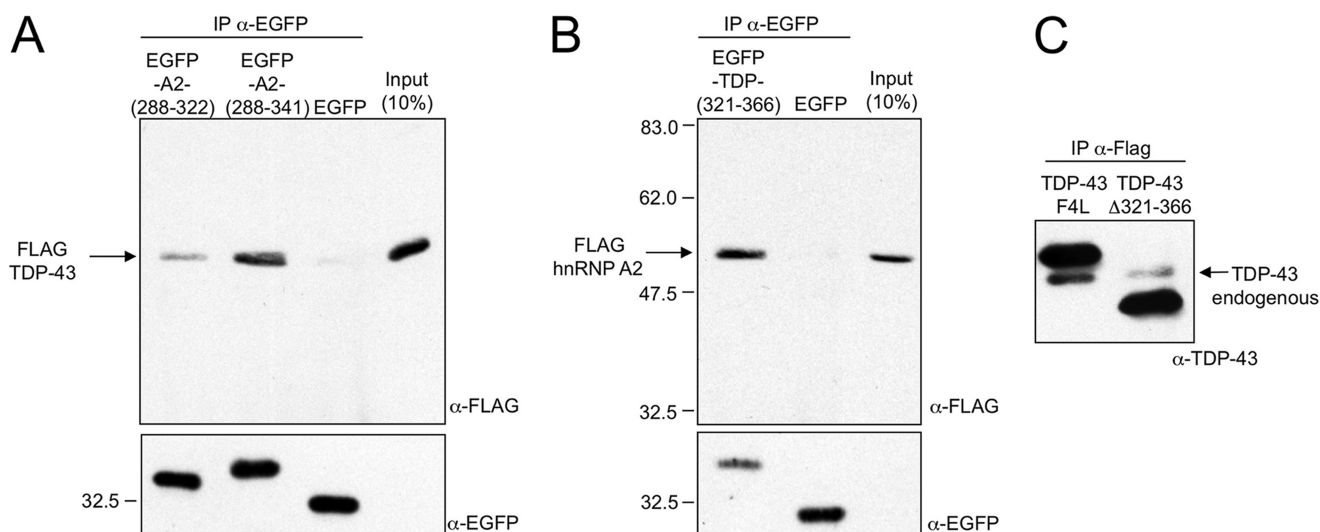 A
IP α-EGFP
EGFP
-A2-
(288-322)
EGFP
-A2-
(288-341)
EGFP
Input
(10%)
FLAG
TDP-43
α-FLAG
32.5
α-EGFP
B
IP α-EGFP
EGFP
-TDP-
(321-366)
EGFP
Input
(10%)
83.0
62.0
FLAG
hnRNP A2
47.5
32.5
α-FLAG
32.5
α-EGFP
C
IP α-Flag
TDP-43
F4L
TDP-43
Δ321-366
TDP-43
endogenous
α-TDP-43